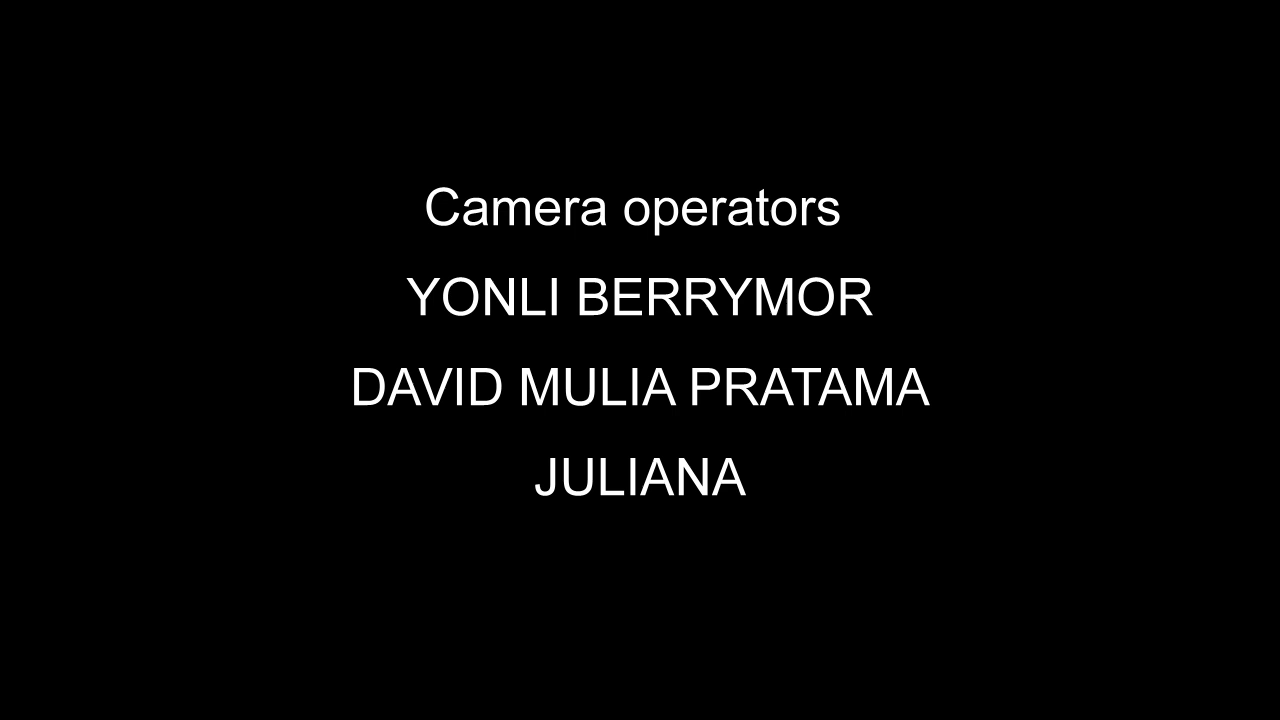 Camera operators
YONLI BERRYMOR
DAVID MULIA PRATAMA
JULIANA